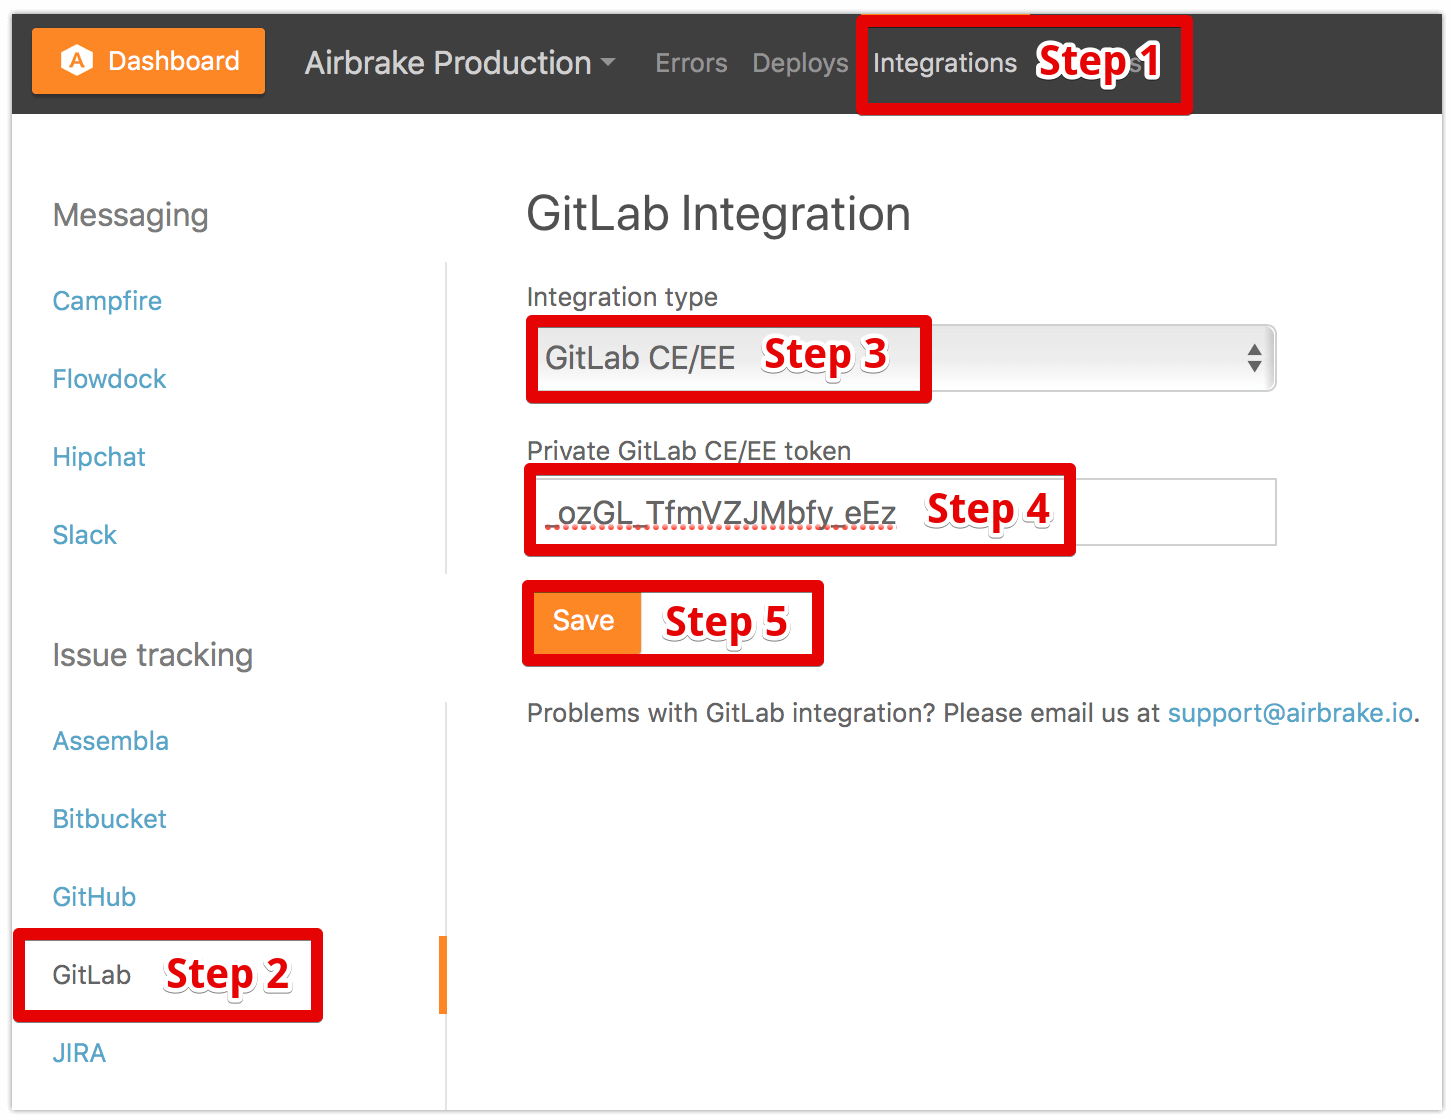 Dashboard
Airbrake Production Errors Deploys Integrations Step 1
Messaging
Campfire
Flowdock
Hipchat
Slack
Issue tracking
Assembla
Bitbucket
GitHub
GitLab Step 2
JIRA
GitLab Integration
Integration type
GitLab CE/EE Step 3
Private GitLab CE/EE token
_ozGL_TfmVZJMbfy_eEz Step 4
Save Step 5
Problems with GitLab integration? Please email us at support@airbrake.io.